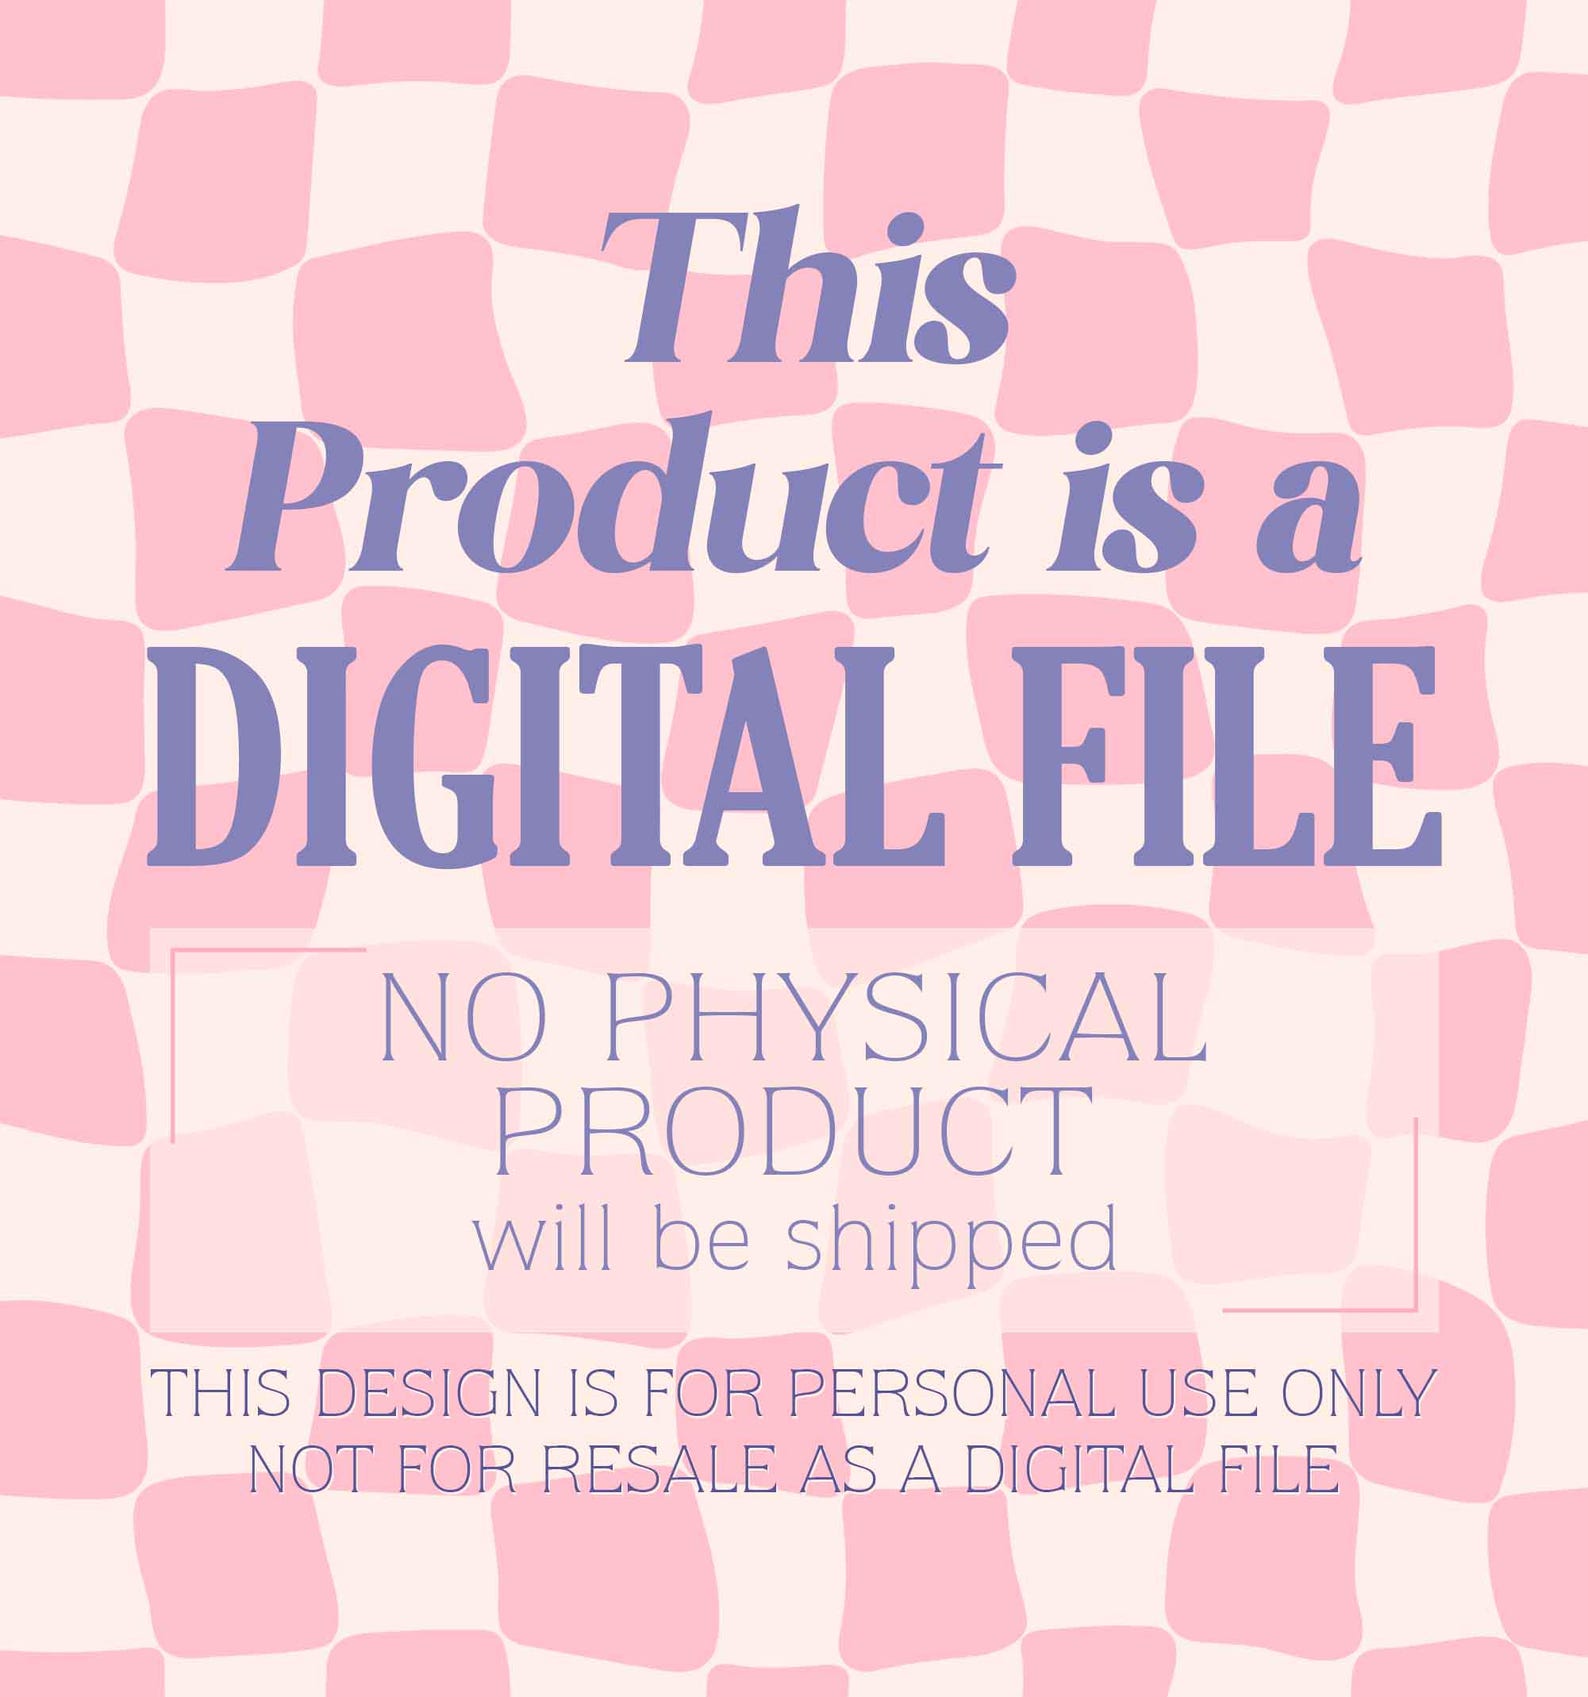 This
Product is a
DIGITAL FILE
NO PHYSICAL
PRODUCT
will be shipped
THIS DESIGN IS FOR PERSONAL USE ONLY
NOT FOR RESALE AS A DIGITAL FILE